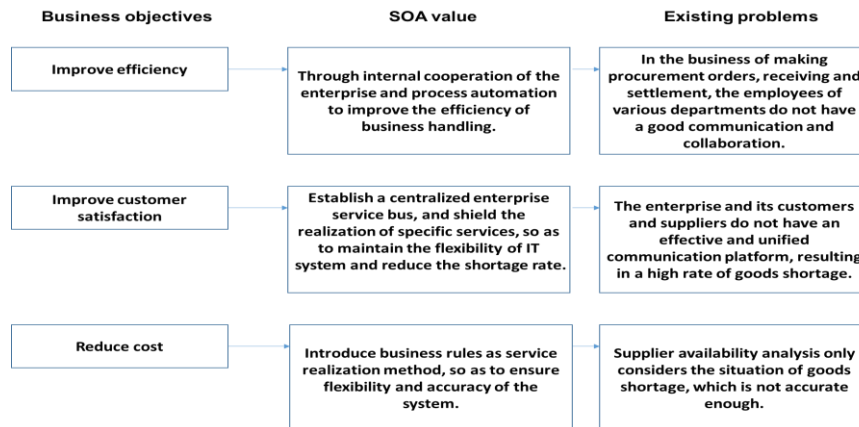 Business objectives
SOA value
Existing problems
Improve efficiency
Through internal cooperation of the
enterprise and process automation
to improve the efficiency of
business handling.
In the business of making
procurement orders, receiving and
settlement, the employees of
various departments do not have
a good communication and
collaboration.
Improve customer
satisfaction
Establish a centralized enterprise
service bus, and shield the
realization of specific services, so as
to maintain the flexibility of IT
system and reduce the shortage rate.
The enterprise and its customers
and suppliers do not have an
effective and unified
communication platform, resulting
in a high rate of goods shortage.
Reduce cost
Introduce business rules as service
realization method, so as to ensure
flexibility and accuracy of the
system.
Supplier availability analysis only
considers the situation of goods
shortage, which is not accurate
enough.